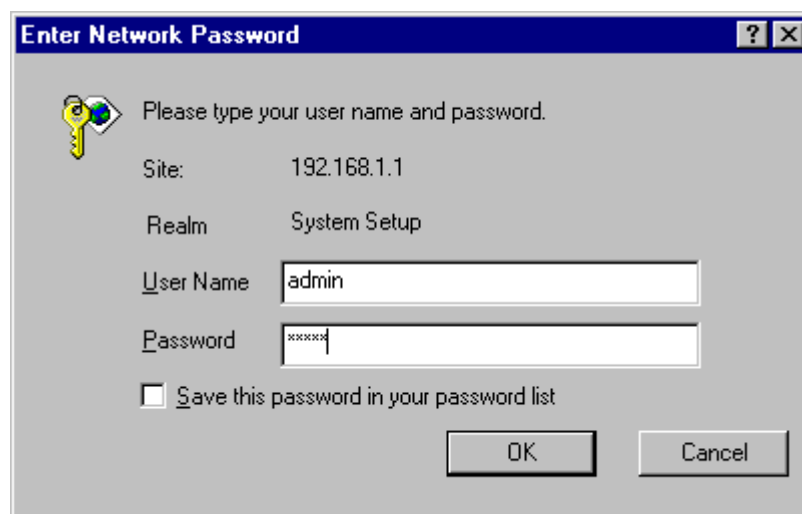 Enter Network Password
Please type your user name and password.
Site: 192.168.1.1
Realm System Setup
User Name admin
Password *****
Save this password in your password list
OK Cancel